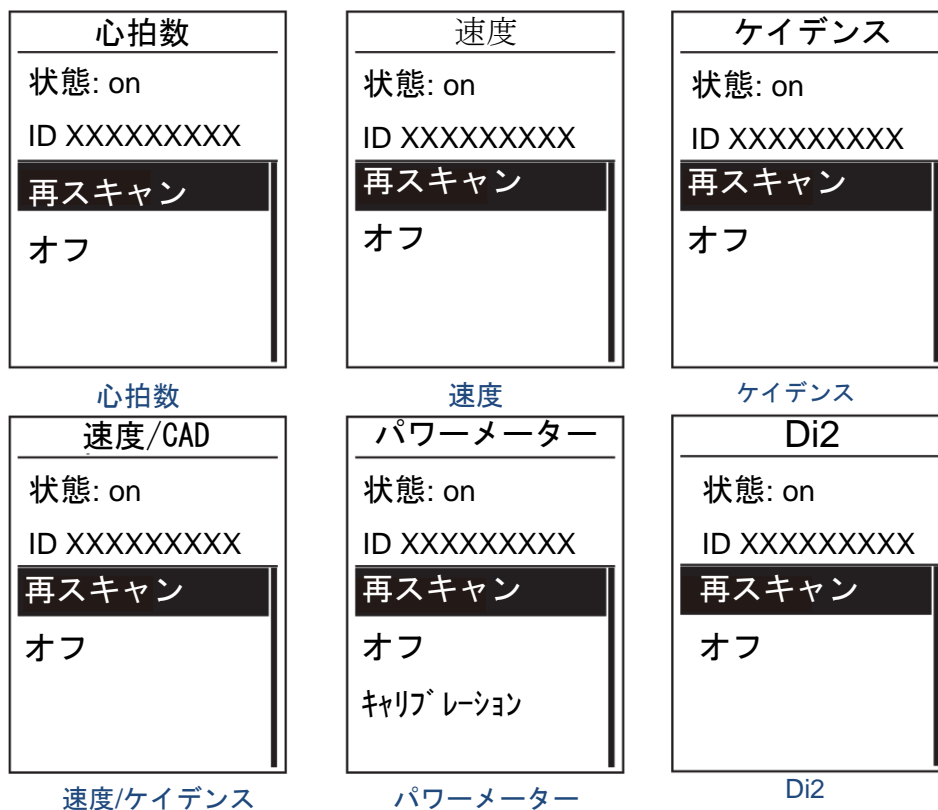 心拍数
状態: on
ID XXXXXXXXX
再スキャン
オフ
心拍数
速度
状態: on
ID XXXXXXXXX
再スキャン
オフ
速度
ケイデンス
状態: on
ID XXXXXXXXX
再スキャン
オフ
ケイデンス
速度/CAD
状態: on
ID XXXXXXXXX
再スキャン
オフ
速度/ケイデンス
パワーメーター
状態: on
ID XXXXXXXXX
再スキャン
オフ
ｷｬﾘﾌﾞﾚｰｼｮﾝ
パワーメーター
Di2
状態: on
ID XXXXXXXXX
再スキャン
オフ
Di2